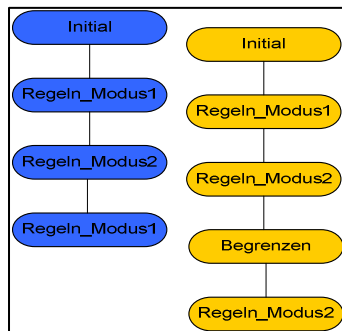 Initial
Regeln_Modus1
Regeln_Modus2
Regeln_Modus1
Initial
Regeln_Modus1
Regeln_Modus2
Begrenzen
Regeln_Modus2